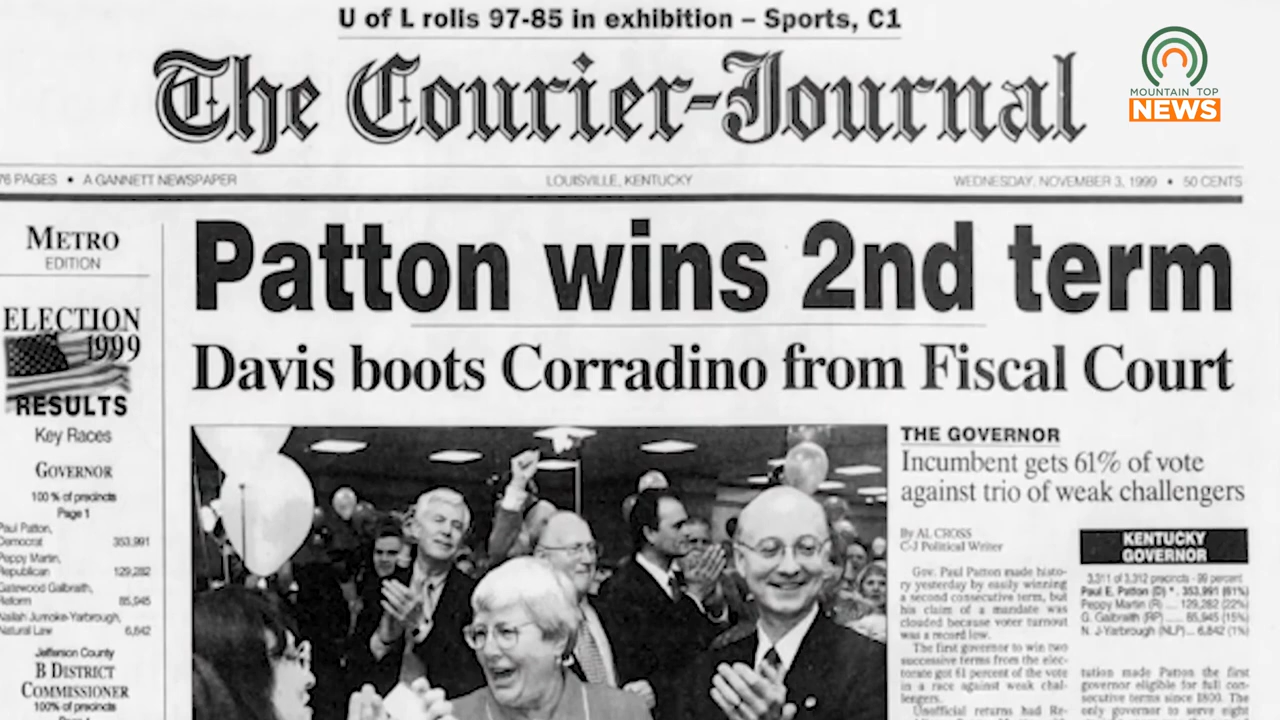 U of L rolls 97-85 in exhibition – Sports, C1
The Courier-Journal
MOUNTAIN TOP
NEWS
76 PAGES • A GANNETT NEWSPAPER
LOUISVILLE, KENTUCKY
WEDNESDAY, NOVEMBER 3, 1999 • 50 CENTS
METRO
EDITION
ELECTION
1999
RESULTS
Key Races
GOVERNOR
100 % of precincts
Page 1
Paul Patton,
Democrat 353,991
Peppy Martin,
Republican 129,282
Gatewood Galbraith,
Reform 85,945
Natural Law 6,842
Jefferson County
B DISTRICT
COMMISSIONER
100% of precincts
Patton wins 2nd term
Davis boots Corradino from Fiscal Court
THE GOVERNOR
Incumbent gets 61% of vote
against trio of weak challengers
By AL CROSS
C-J Political Writer
Gov. Paul Patton made histo-
ry yesterday by easily winning
a second consecutive term, but
his claim of a mandate was
clouded because voter turnout
was a record low.
The first governor to win two
successive terms from the elec-
torate got 61 percent of the vote
in a race against weak chal-
lengers.
Unofficial returns had Re-
KENTUCKY
GOVERNOR
3,311 of 3,312 precincts - 99 percent
Paul E. Patton (D) * . 353,991 (61%)
Peppy Martin (R) .... 129,282 (22%)
G. Galbraith (RP) ..... 85,945 (15%)
N. J-Yarbrough (NLP)... 6,842 (1%)
tution made Patton the first
governor eligible for full con-
secutive terms since 1800. The
only governor to serve eight